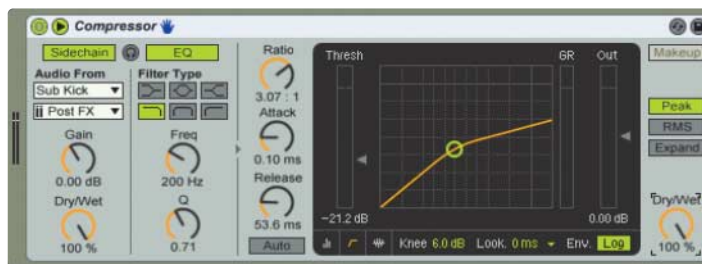 Compressor
Sidechain EQ
Audio From Filter Type
Sub Kick
Post FX
Gain Freq
0.00 dB 200 Hz
Dry/Wet Q
100 % 0.71
Ratio
3.07 : 1
Attack
0.10 ms
Release
53.6 ms
Auto
Thresh GR Out
-21.2 dB 0.00 dB
Knee 6.0 dB Look. 0 ms Env. Log
Makeup
Peak
RMS
Expand
Dry/Wet
100 %